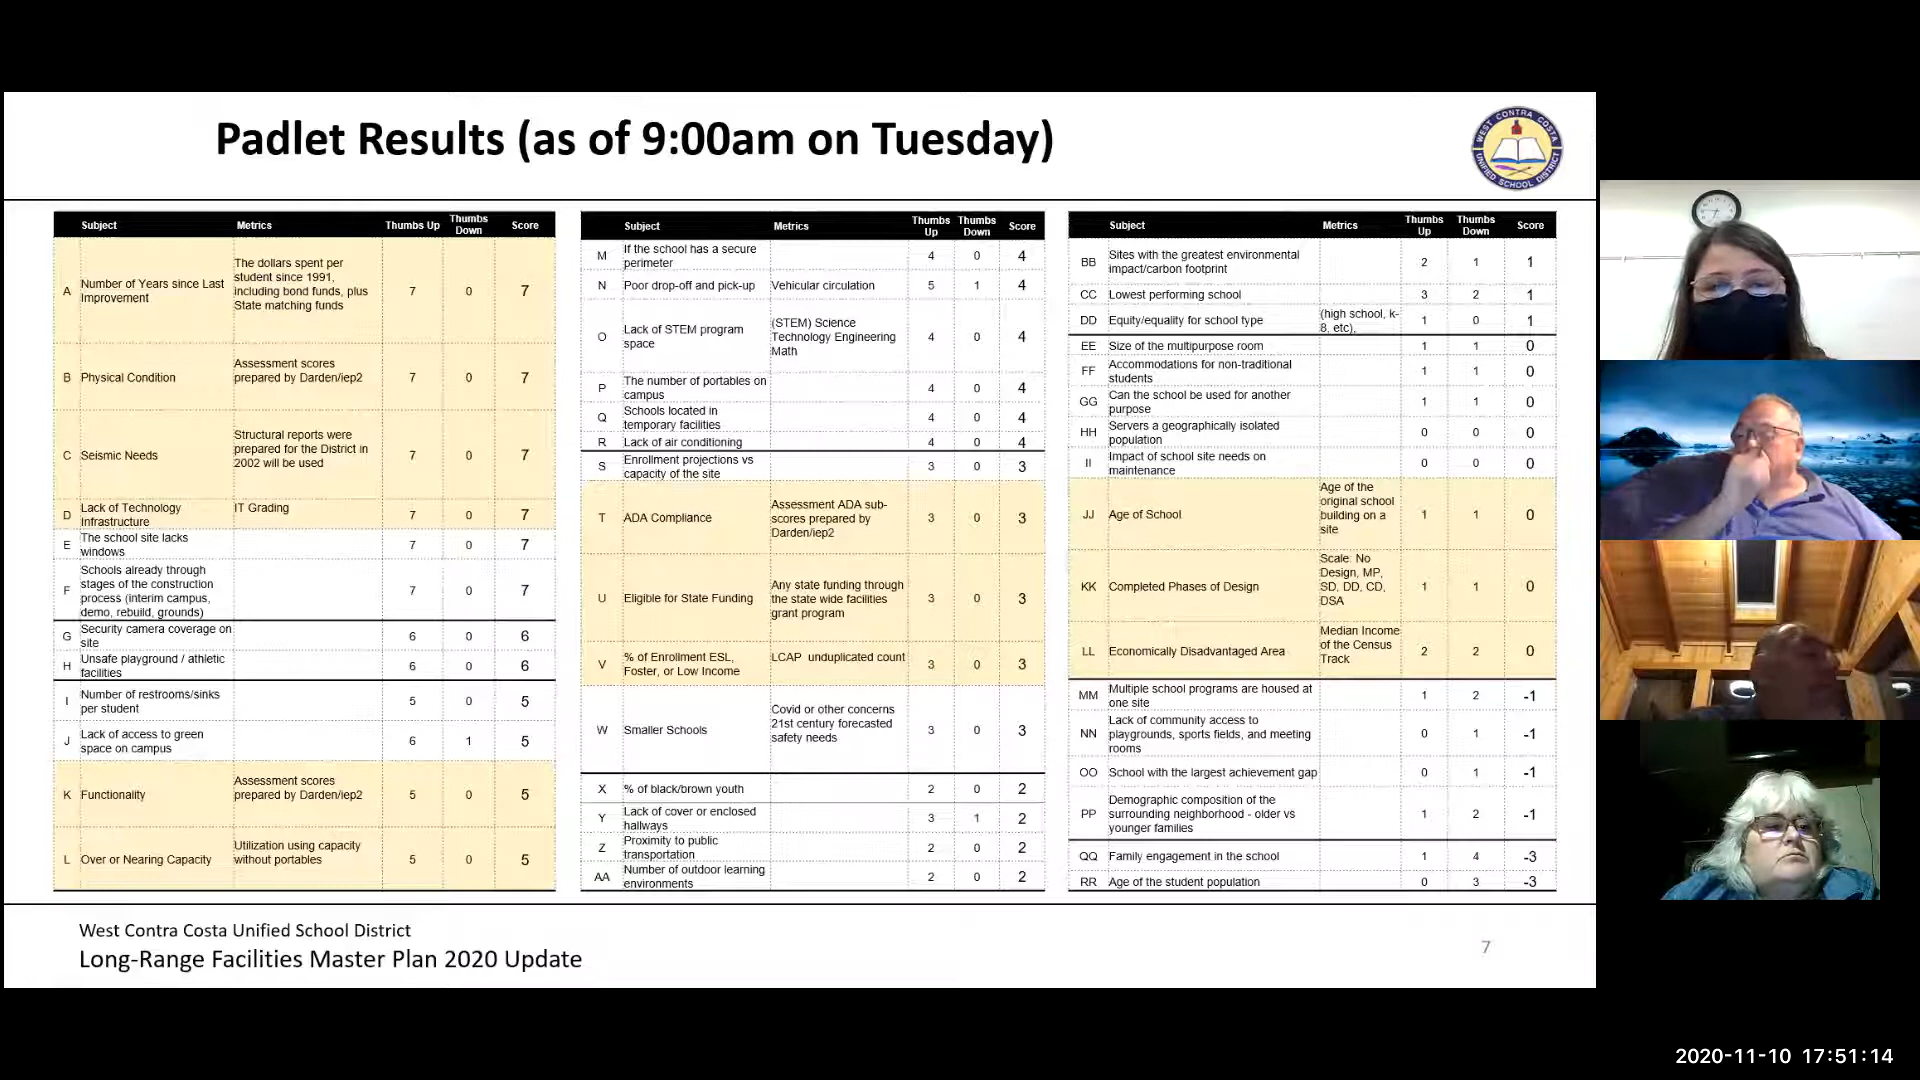 Padlet Results (as of 9:00am on Tuesday)
WEST CONTRA COSTA
UNIFIED SCHOOL DISTRICT
Subject Metrics Thumbs Up Thumbs Down Score
A Number of Years since Last Improvement The dollars spent per student since 1991, including bond funds, plus State matching funds 7 0 7
B Physical Condition Assessment scores prepared by Darden/iep2 7 0 7
C Seismic Needs Structural reports were prepared for the District in 2002 will be used 7 0 7
D Lack of Technology Infrastructure IT Grading 7 0 7
E The school site lacks windows 7 0 7
F Schools already through stages of the construction process (interim campus, demo, rebuild, grounds) 7 0 7
G Security camera coverage on site 6 0 6
H Unsafe playground / athletic facilities 6 0 6
I Number of restrooms/sinks per student 5 0 5
J Lack of access to green space on campus 6 1 5
K Functionality Assessment scores prepared by Darden/iep2 5 0 5
L Over or Nearing Capacity Utilization using capacity without portables 5 0 5
Subject Metrics Thumbs Up Thumbs Down Score
M If the school has a secure perimeter 4 0 4
N Poor drop-off and pick-up Vehicular circulation 5 1 4
O Lack of STEM program space (STEM) Science Technology Engineering Math 4 0 4
P The number of portables on campus 4 0 4
Q Schools located in temporary facilities 4 0 4
R Lack of air conditioning 4 0 4
S Enrollment projections vs capacity of the site 3 0 3
T ADA Compliance Assessment ADA sub-scores prepared by Darden/iep2 3 0 3
U Eligible for State Funding Any state funding through the state wide facilities grant program 3 0 3
V % of Enrollment ESL, Foster, or Low Income LCAP unduplicated count 3 0 3
W Smaller Schools Covid or other concerns 21st century forecasted safety needs 3 0 3
X % of black/brown youth 2 0 2
Y Lack of cover or enclosed hallways 3 1 2
Z Proximity to public transportation 2 0 2
AA Number of outdoor learning environments 2 0 2
Subject Metrics Thumbs Up Thumbs Down Score
BB Sites with the greatest environmental impact/carbon footprint 2 1 1
CC Lowest performing school 3 2 1
DD Equity/equality for school type (high school, k-8, etc), 1 0 1
EE Size of the multipurpose room 1 1 0
FF Accommodations for non-traditional students 1 1 0
GG Can the school be used for another purpose 1 1 0
HH Servers a geographically isolated population 0 0 0
II Impact of school site needs on maintenance 0 0 0
JJ Age of School Age of the original school building on a site 1 1 0
KK Completed Phases of Design Scale: No Design, MP, SD, DD, CD, DSA 1 1 0
LL Economically Disadvantaged Area Median Income of the Census Track 2 2 0
MM Multiple school programs are housed at one site 1 2 -1
NN Lack of community access to playgrounds, sports fields, and meeting rooms 0 1 -1
OO School with the largest achievement gap 0 1 -1
PP Demographic composition of the surrounding neighborhood - older vs younger families 1 2 -1
QQ Family engagement in the school 1 4 -3
RR Age of the student population 0 3 -3
West Contra Costa Unified School District
Long-Range Facilities Master Plan 2020 Update
7
2020-11-10 17:51:14